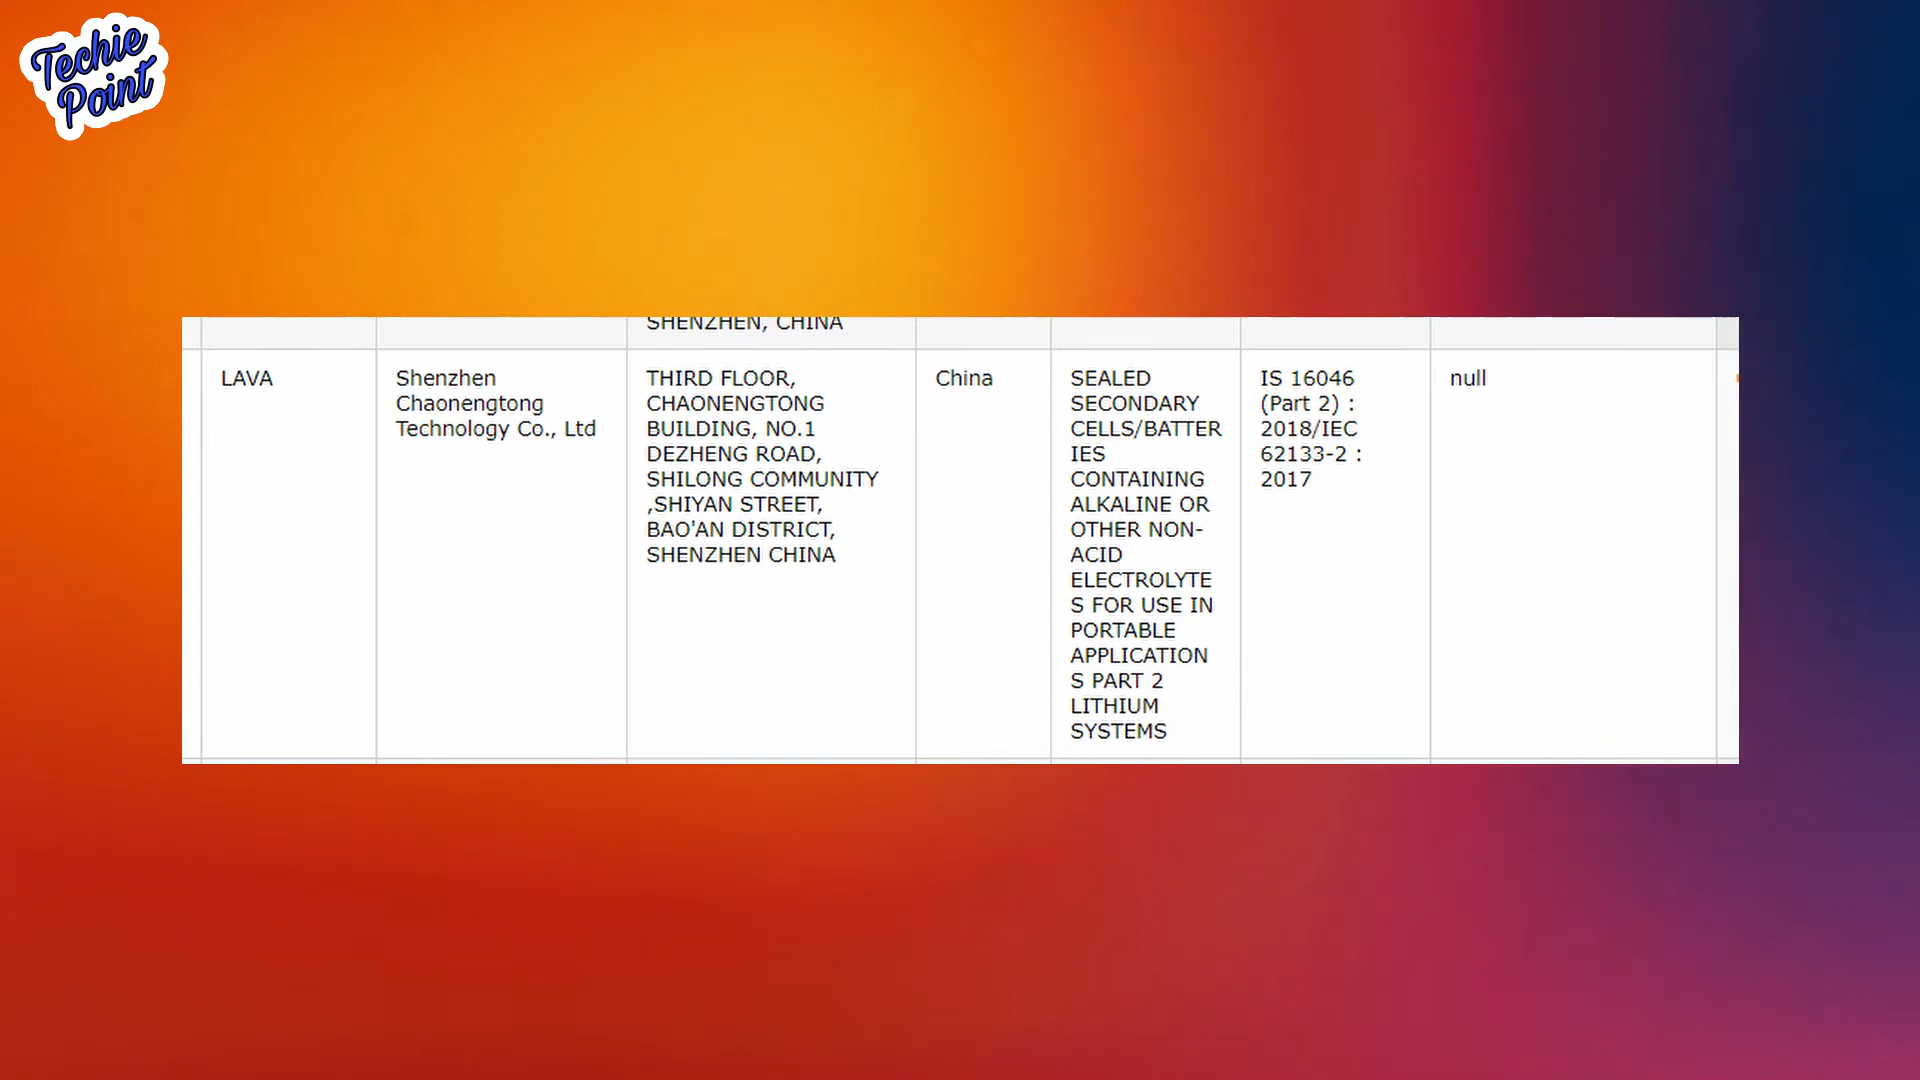 Techie
Point
SHENZHEN, CHINA
LAVA
Shenzhen
Chaonengtong
Technology Co., Ltd
THIRD FLOOR,
CHAONENGTONG
BUILDING, NO.1
DEZHENG ROAD,
SHILONG COMMUNITY
,SHIYAN STREET,
BAO'AN DISTRICT,
SHENZHEN CHINA
China
SEALED
SECONDARY
CELLS/BATTER
IES
CONTAINING
ALKALINE OR
OTHER NON-
ACID
ELECTROLYTE
S FOR USE IN
PORTABLE
APPLICATION
S PART 2
LITHIUM
SYSTEMS
IS 16046
(Part 2) :
2018/IEC
62133-2 :
2017
null